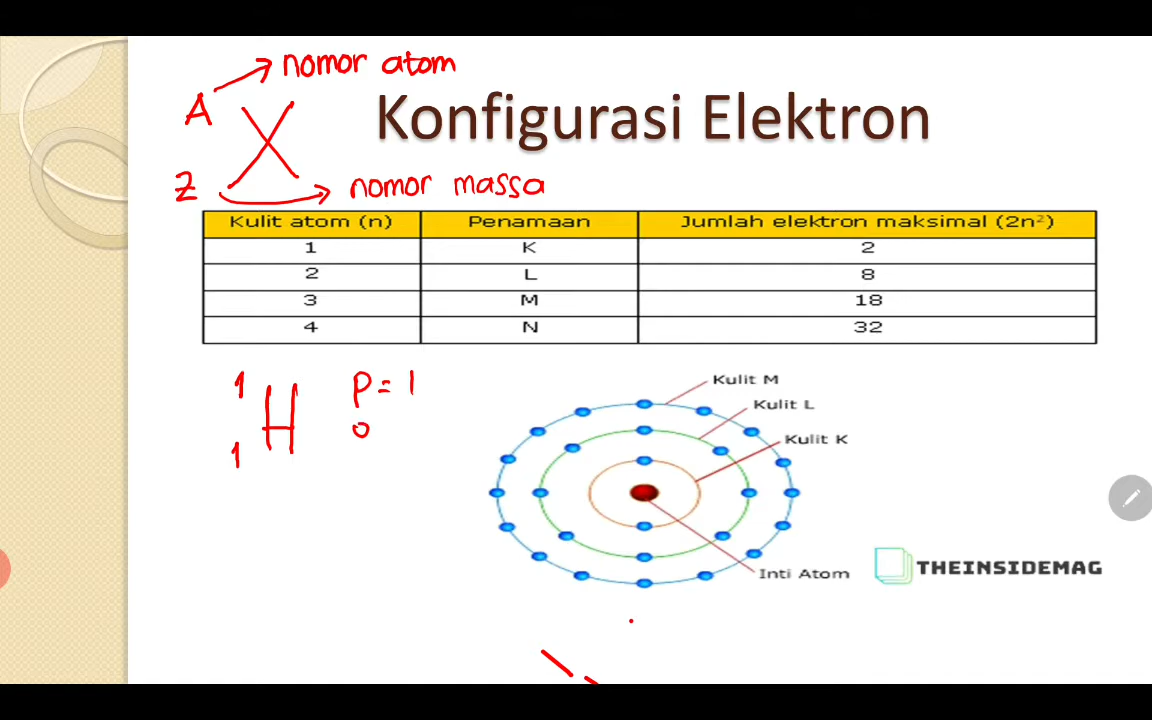 A nomor atom
X
Z nomor massa
Konfigurasi Elektron
Kulit atom (n) Penamaan Jumlah elektron maksimal (2n²)
1 K 2
2 L 8
3 M 18
4 N 32
1
H
1
P = 1
0
Kulit M
Kulit L
Kulit K
Inti Atom
THEINSIDEMAG